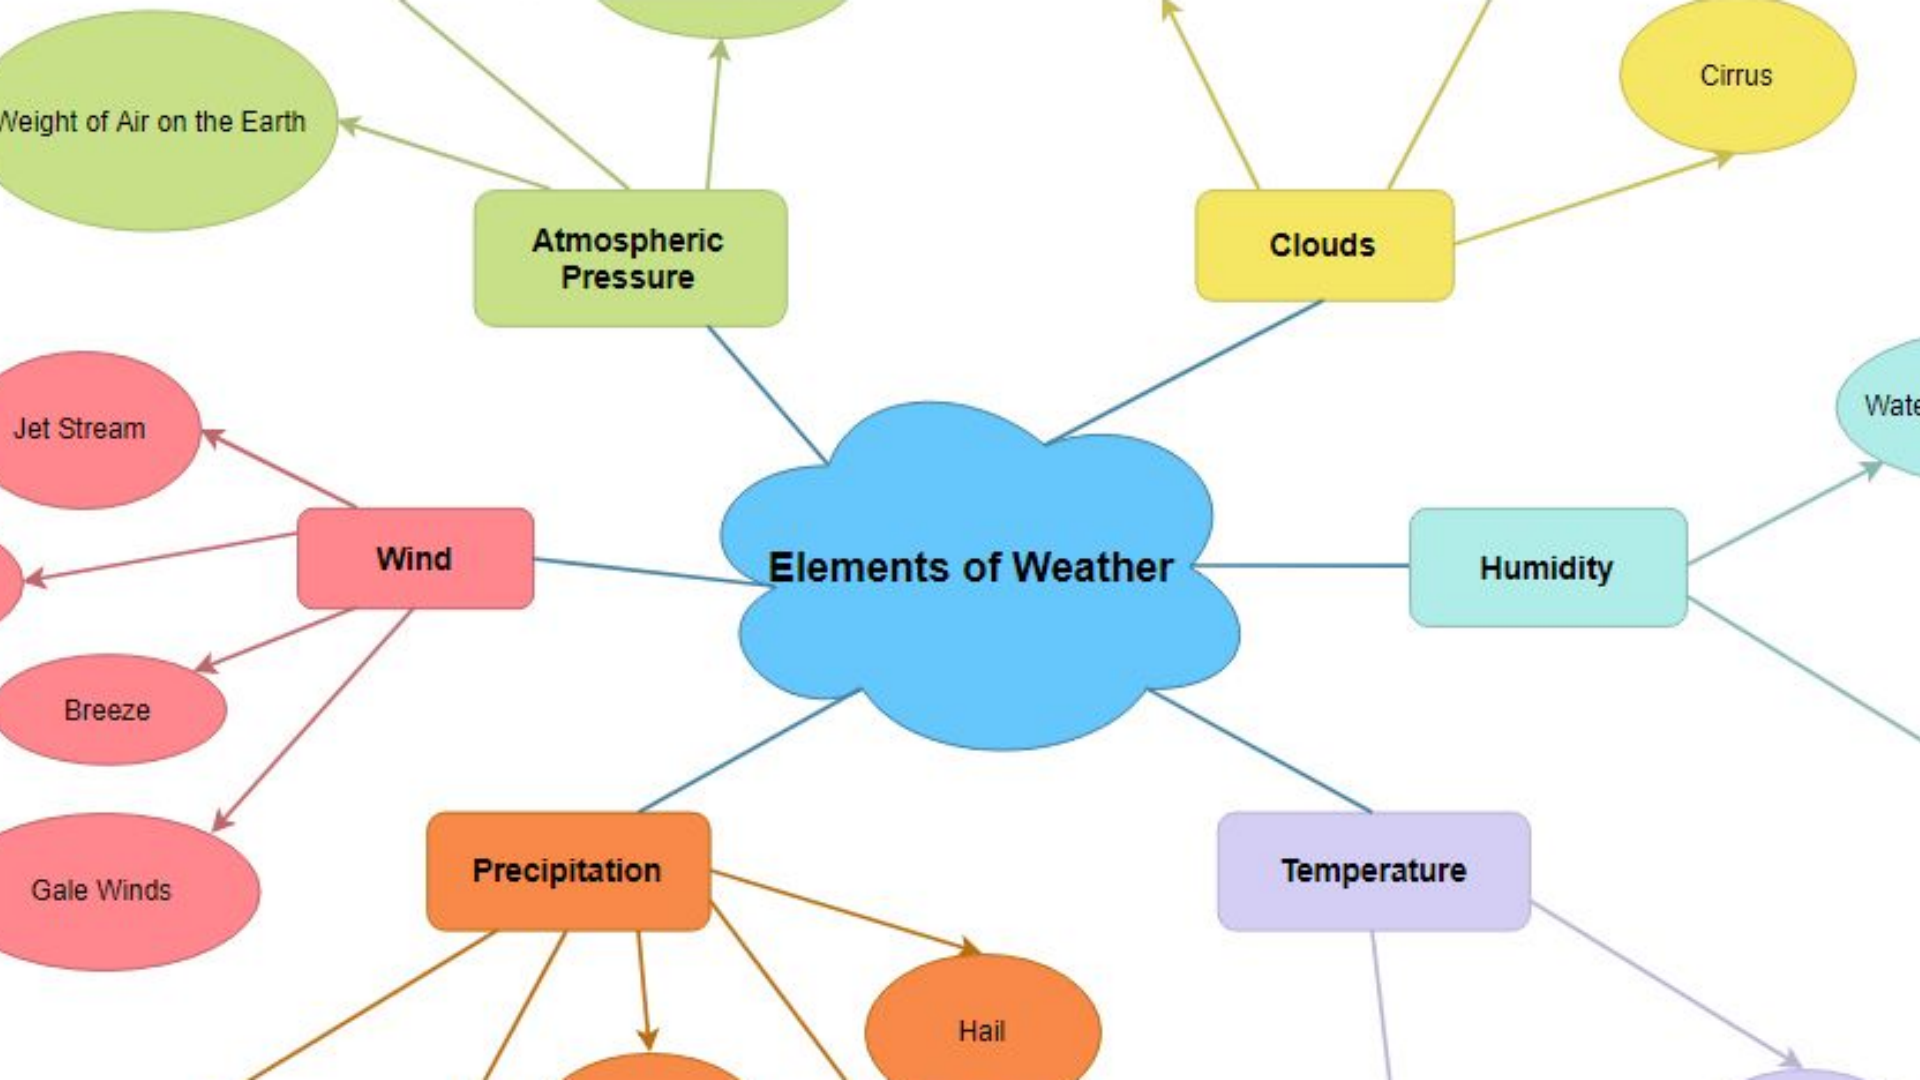 Cirrus
Weight of Air on the Earth
Atmospheric
Pressure
Clouds
Jet Stream
Wind
Elements of Weather
Humidity
Breeze
Precipitation
Temperature
Gale Winds
Hail